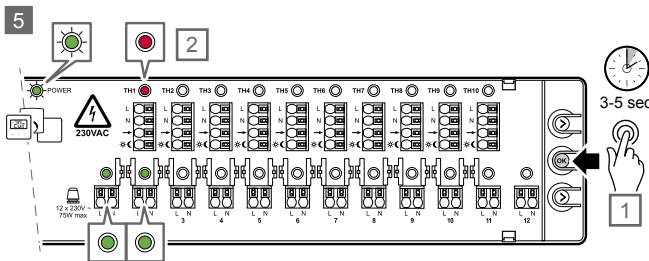 5
2
POWER
TH1 TH2 TH3 TH4 TH5 TH6 TH7 TH8 TH9 TH10
L L L L L L L L L L
N N N N N N N N N N
230VAC
3-5 sec
OK
1
12 x 230V ~
75W max
L N L N L N L N L N L N L N L N L N L N L N L N
3 4 5 6 7 8 9 10 11 12